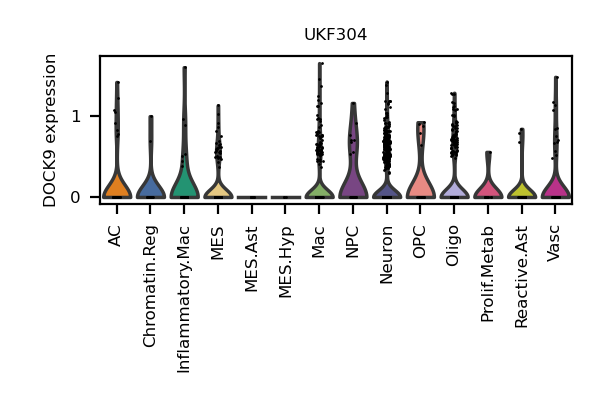 UKF304
DOCK9 expression
1
0
AC
Chromatin.Reg
Inflammatory.Mac
MES
MES.Ast
MES.Hyp
Mac
NPC
Neuron
OPC
Oligo
Prolif.Metab
Reactive.Ast
Vasc